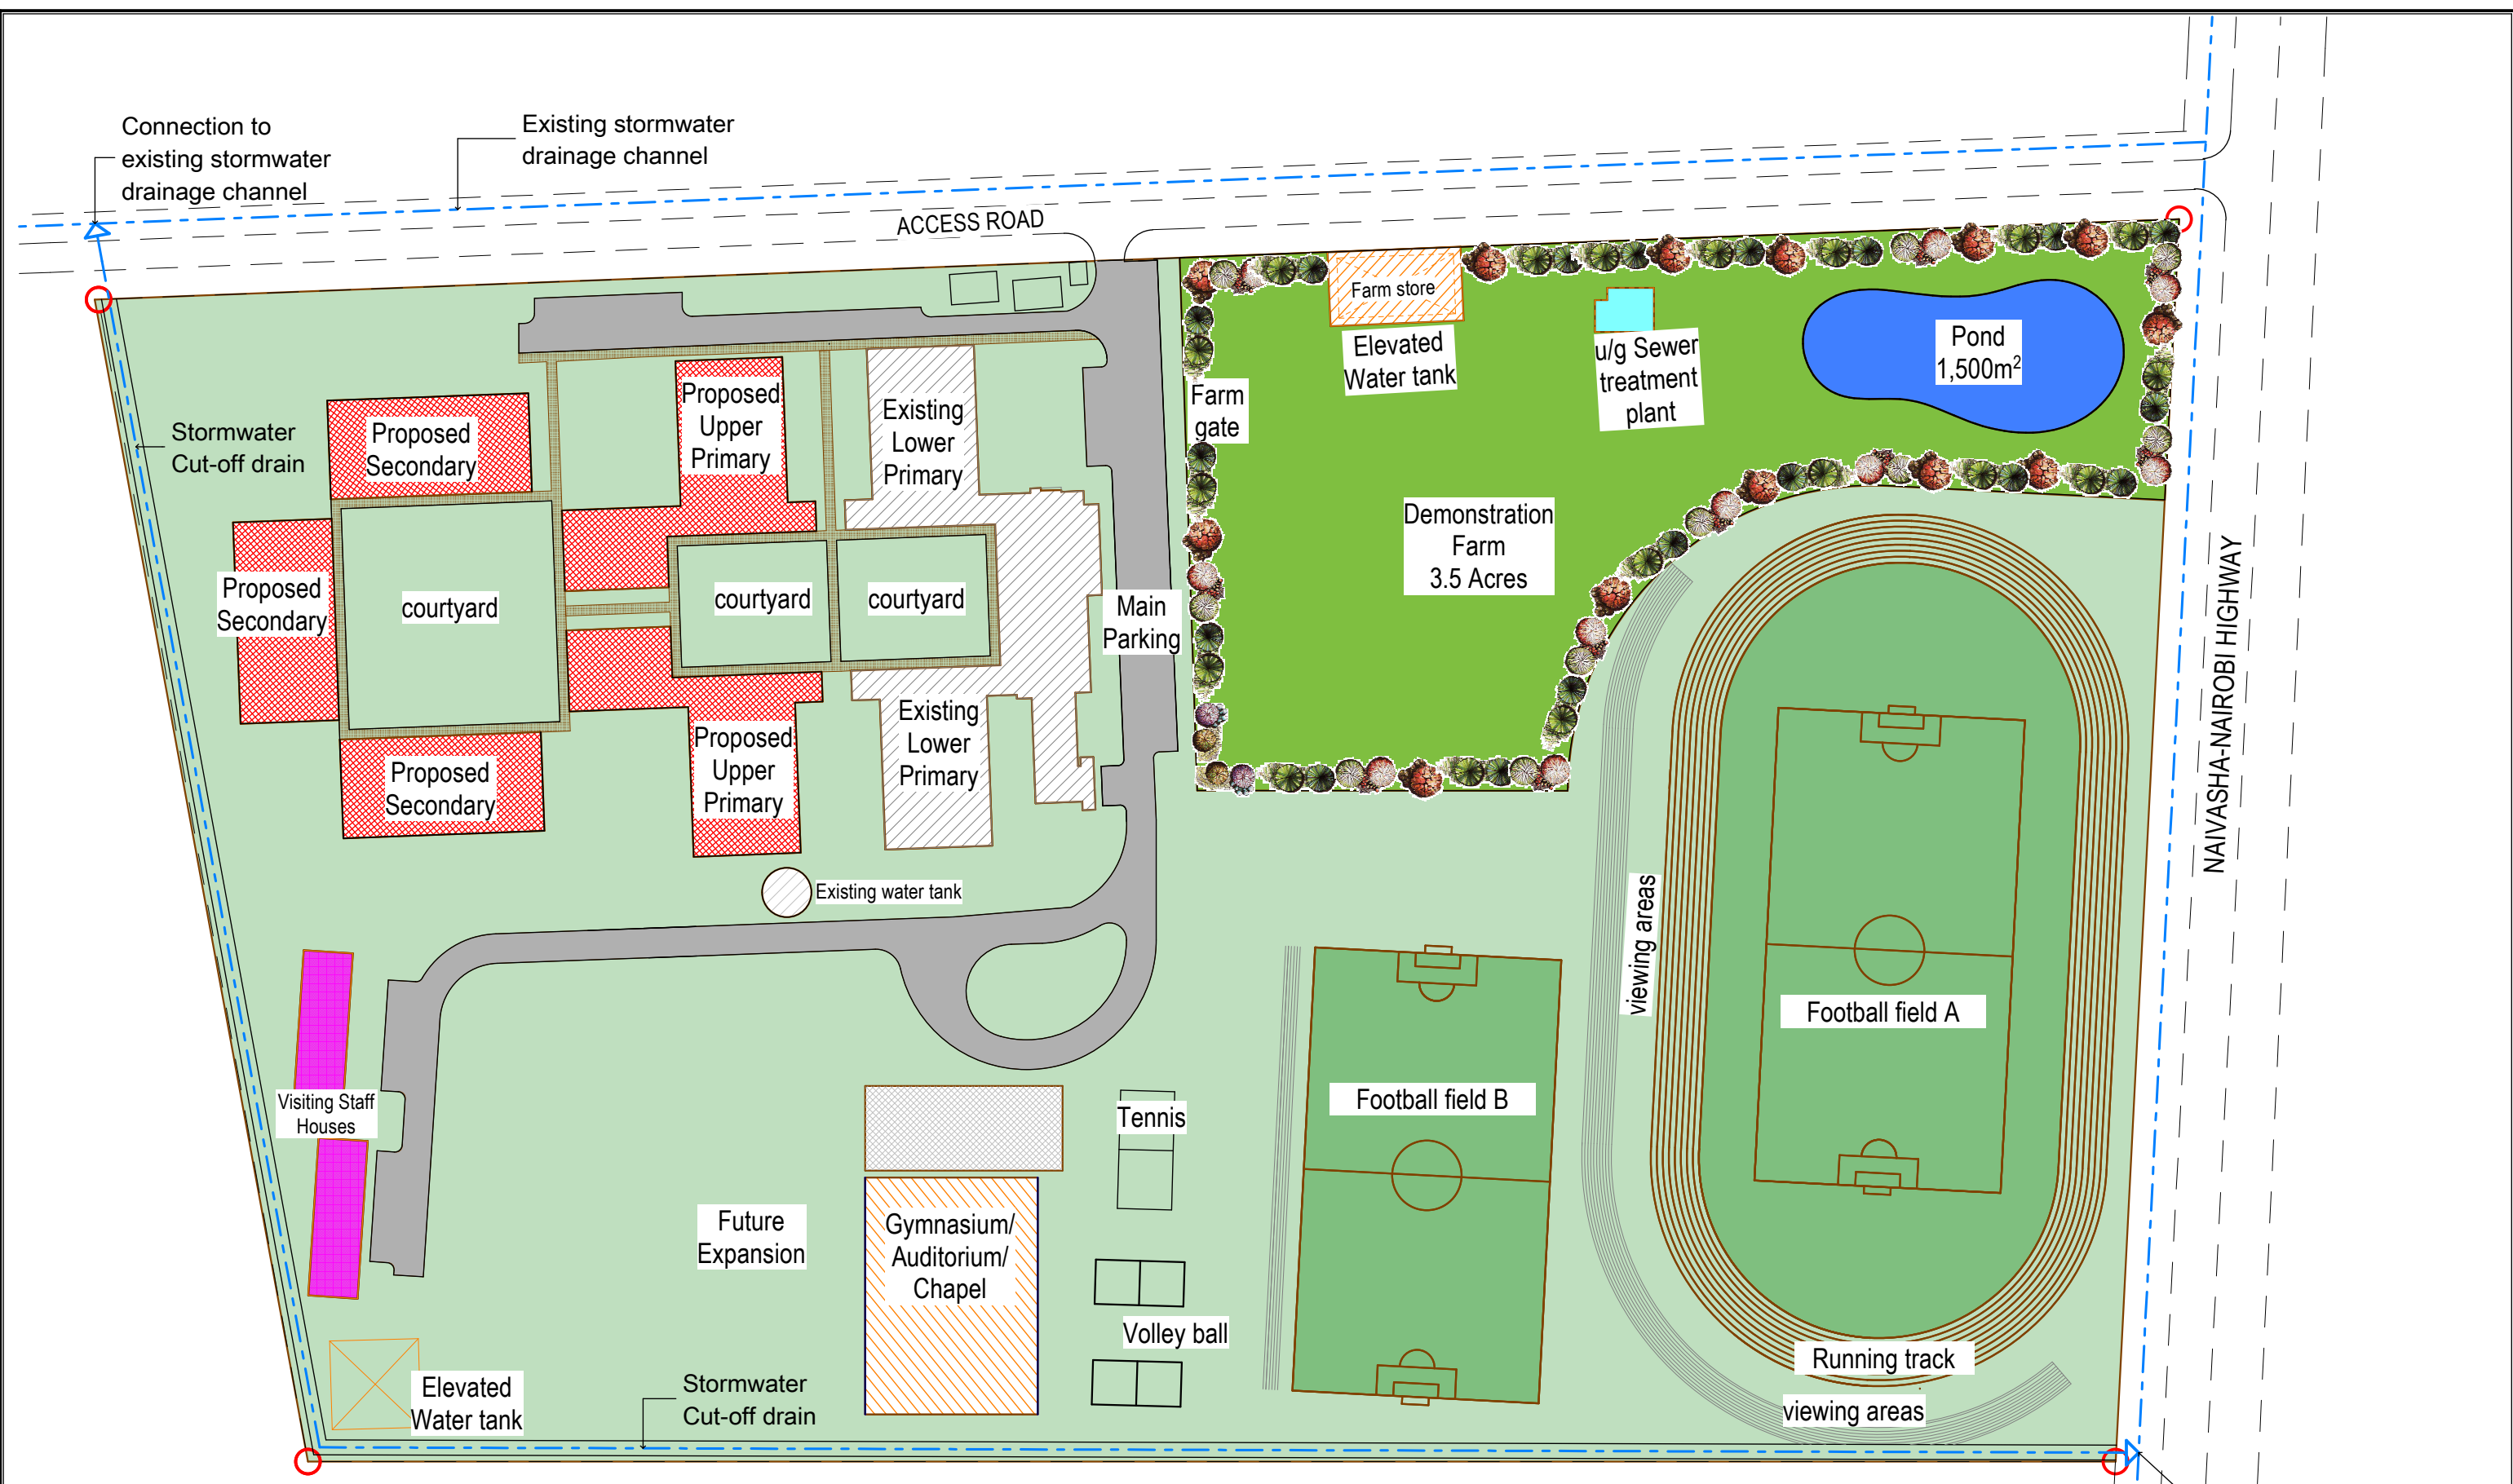 Connection to
existing stormwater
drainage channel
Existing stormwater
drainage channel
ACCESS ROAD
Farm store
Elevated
Water tank
u/g Sewer
treatment
plant
Pond
1,500m²
Farm
gate
Stormwater
Cut-off drain
Proposed
Secondary
Proposed
Upper
Primary
Existing
Lower
Primary
Demonstration
Farm
3.5 Acres
Proposed
Secondary
courtyard
courtyard
courtyard
Main
Parking
NAIVASHA-NAIROBI HIGHWAY
Proposed
Secondary
Proposed
Upper
Primary
Existing
Lower
Primary
Existing water tank
viewing areas
Football field A
Visiting Staff
Houses
Tennis
Football field B
Future
Expansion
Gymnasium/
Auditorium/
Chapel
Volley ball
Running track
viewing areas
Elevated
Water tank
Stormwater
Cut-off drain